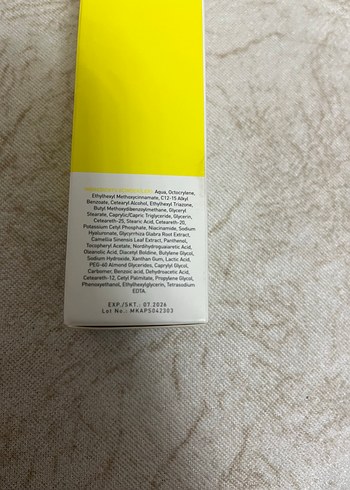 Aqua, Octocrylene,
Ethylhexyl Methoxycinnamate, C12-15 Alkyl
Benzoate, Cetearyl Alcohol, Ethylhexyl Triazone,
Butyl Methoxydibenzoylmethane, Glyceryl
Stearate, Caprylic/Capric Triglyceride, Glycerin,
Ceteareth-25, Stearic Acid, Ceteareth-20,
Potassium Cetyl Phosphate, Niacinamide, Sodium
Hyaluronate, Glycyrrhiza Glabra Root Extract,
Camellia Sinensis Leaf Extract, Panthenol,
Tocopheryl Acetate, Nordihydroguaiaretic Acid,
Oleanolic Acid, Diacetyl Boldine, Butylene Glycol,
Sodium Hydroxide, Xanthan Gum, Lactic Acid,
PEG-60 Almond Glycerides, Caprylyl Glycol,
Carbomer, Benzoic acid, Dehydroacetic Acid,
Ceteareth-12, Cetyl Palmitate, Propylene Glycol,
Phenoxyethanol, Ethylhexylglycerin, Tetrasodium
EDTA.
EXP./SKT.: 07.2026
Lot No.: MKAPS042303